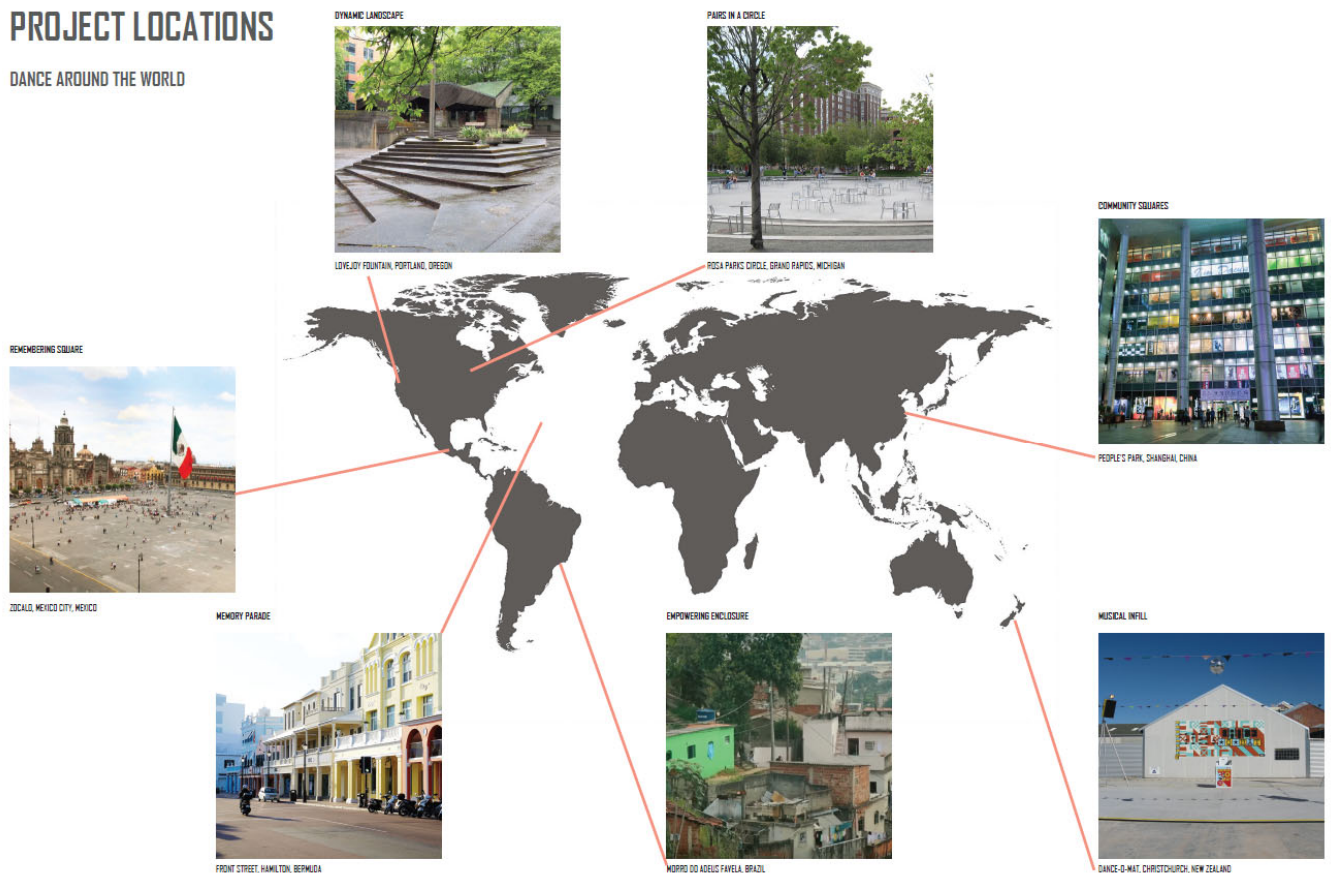 PROJECT LOCATIONS
DANCE AROUND THE WORLD
DYNAMIC LANDSCAPE
LOVEJOY FOUNTAIN, PORTLAND, OREGON
PAIRS IN A CIRCLE
ROSA PARKS CIRCLE, GRAND RAPIDS, MICHIGAN
COMMUNITY SQUARES
PEOPLE'S PARK, SHANGHAI, CHINA
REMEMBERING SQUARE
ZOCALO, MEXICO CITY, MEXICO
MEMORY PARADE
FRONT STREET, HAMILTON, BERMUDA
EMPOWERING ENCLOSURE
MORRO DO ADEUS FAVELA, BRAZIL
MUSICAL INFILL
DANCE-O-MAT, CHRISTCHURCH, NEW ZEALAND